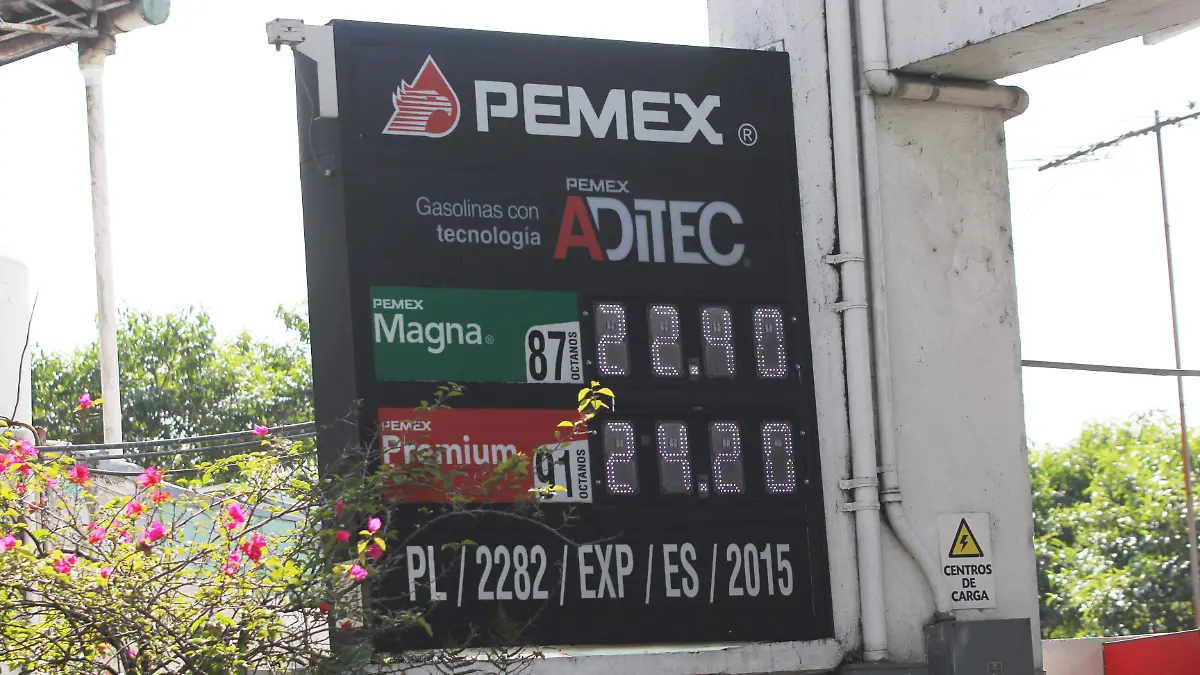 PEMEX ®
PEMEX
Gasolinas con
tecnología
ADITEC
PEMEX
Magna®
87 OCTANOS
22.40
PEMEX
Premium
91 OCTANOS
24.20
PL/2282/EXP/ES/2015
CENTROS
DE
CARGA